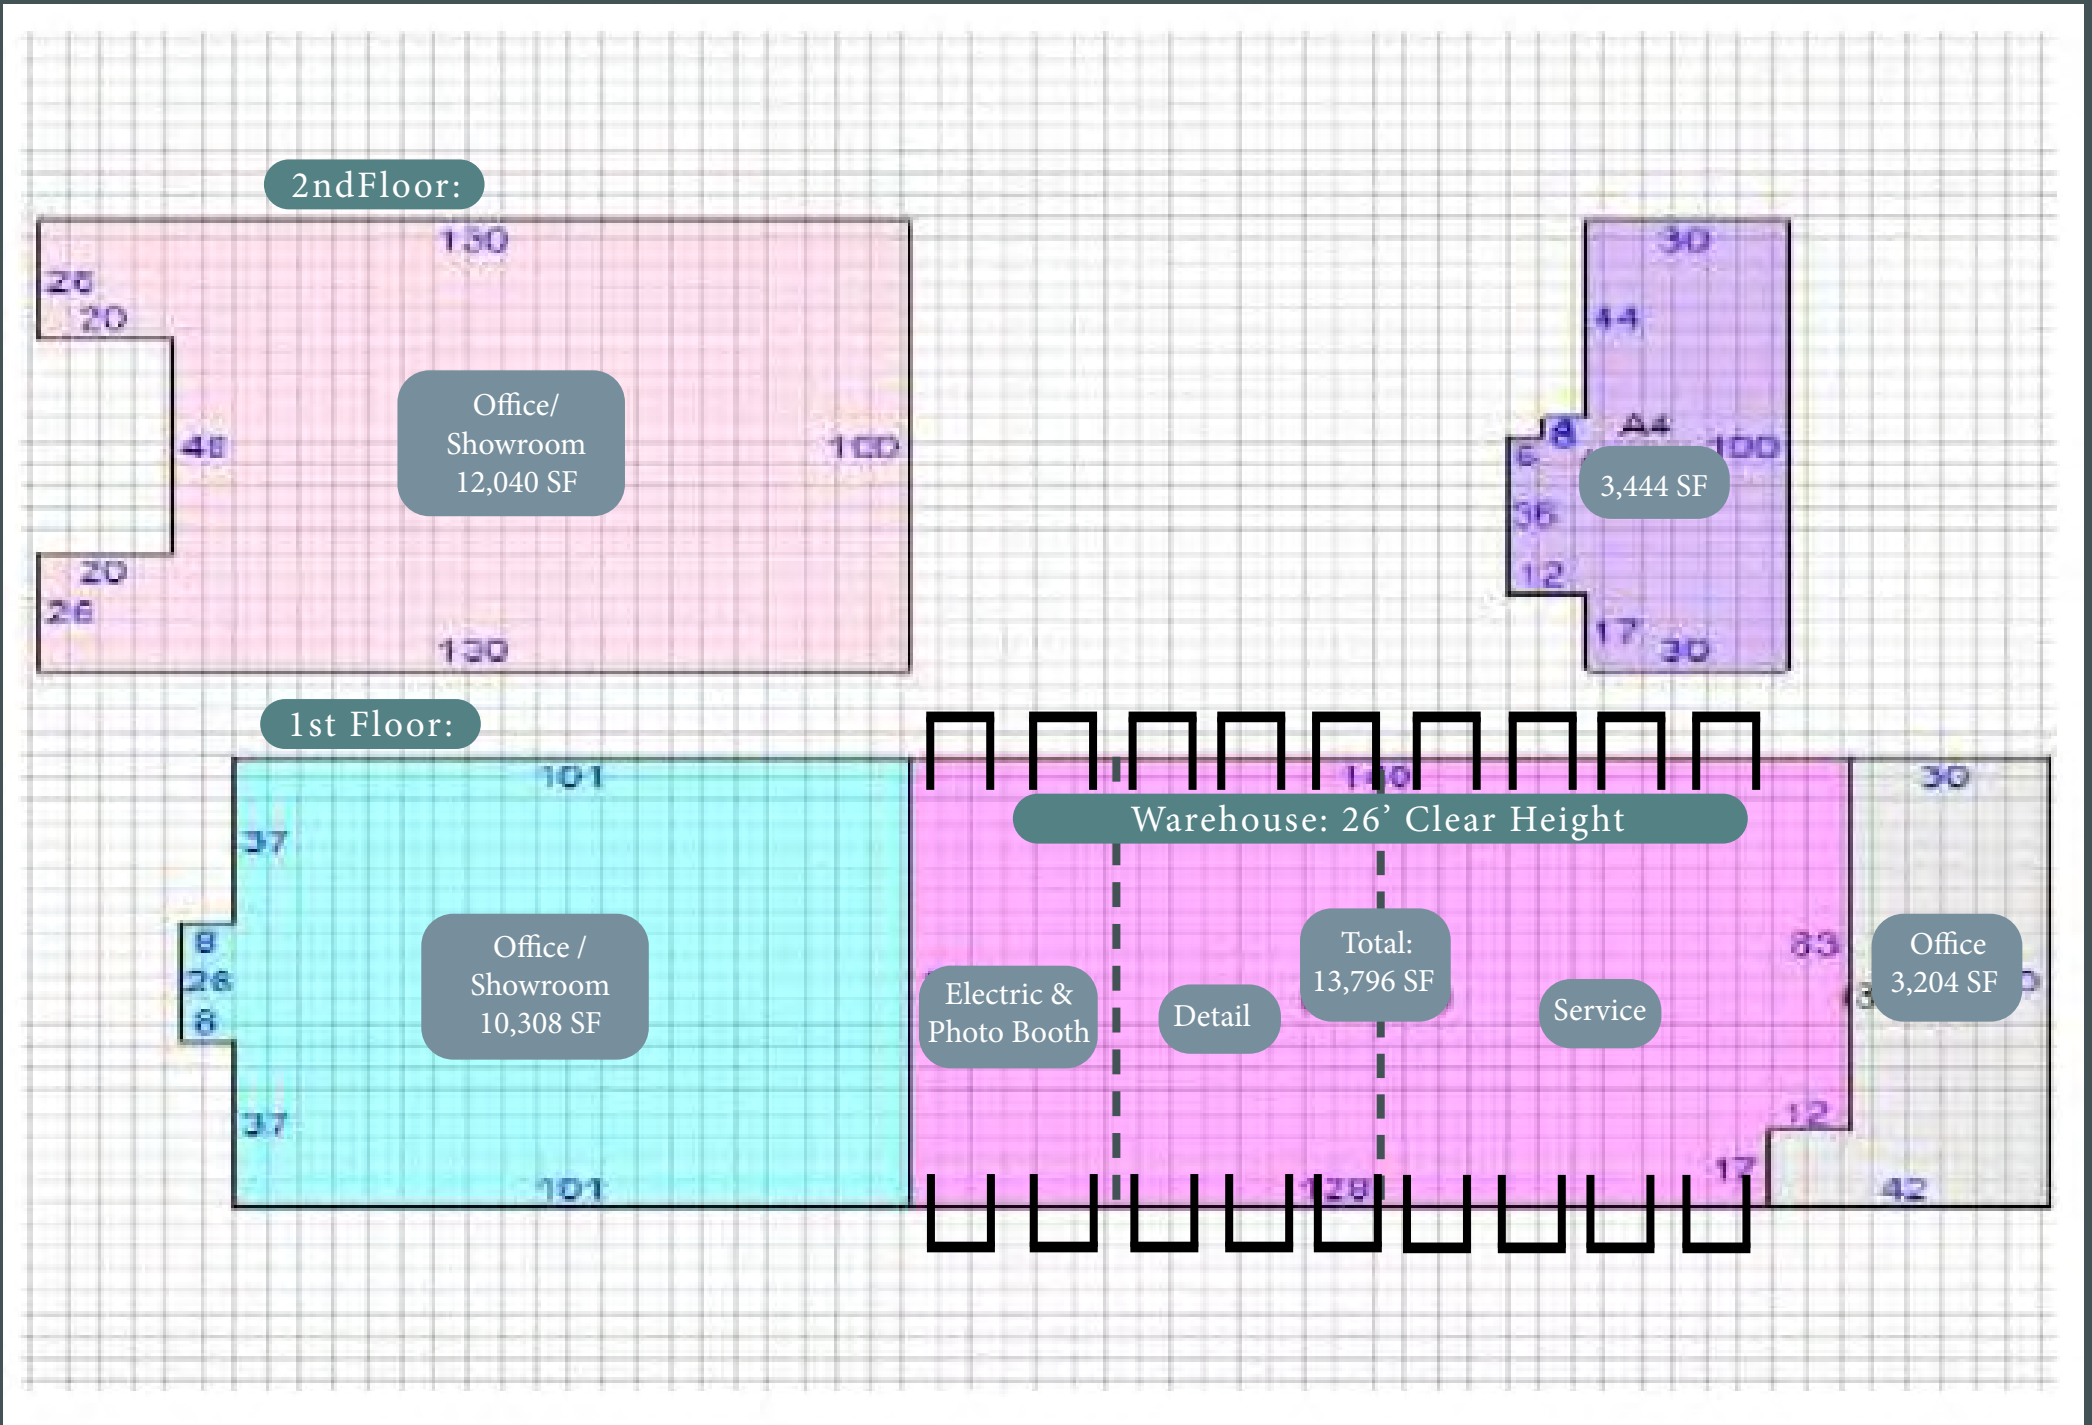 2ndFloor:
130
26
20
48
100
Office/
Showroom
12,040 SF
20
26
130
30
44
8
A4
100
6
3,444 SF
36
12
17
30
1st Floor:
101
37
8
26
8
Office /
Showroom
10,308 SF
37
101
140
Warehouse: 26’ Clear Height
Electric &
Photo Booth
Detail
Total:
13,796 SF
Service
83
12
17
128
30
Office
3,204 SF
42